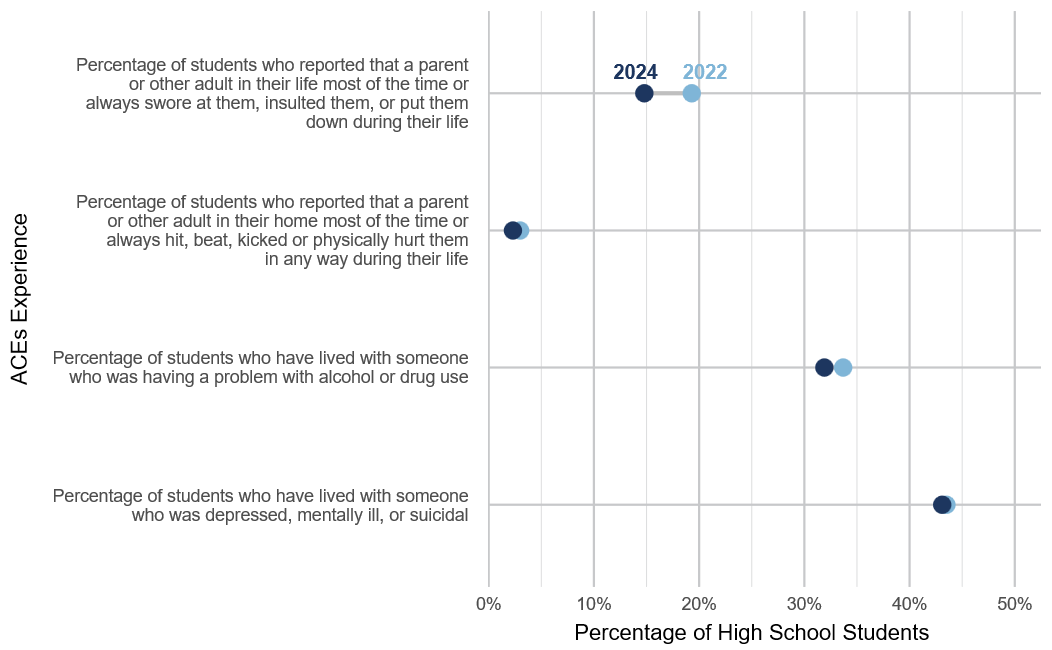 Percentage of students who reported that a parent
or other adult in their life most of the time or
always swore at them, insulted them, or put them
down during their life
2024 2022
Percentage of students who reported that a parent
or other adult in their home most of the time or
always hit, beat, kicked or physically hurt them
in any way during their life
ACEs Experience
Percentage of students who have lived with someone
who was having a problem with alcohol or drug use
Percentage of students who have lived with someone
who was depressed, mentally ill, or suicidal
0% 10% 20% 30% 40% 50%
Percentage of High School Students